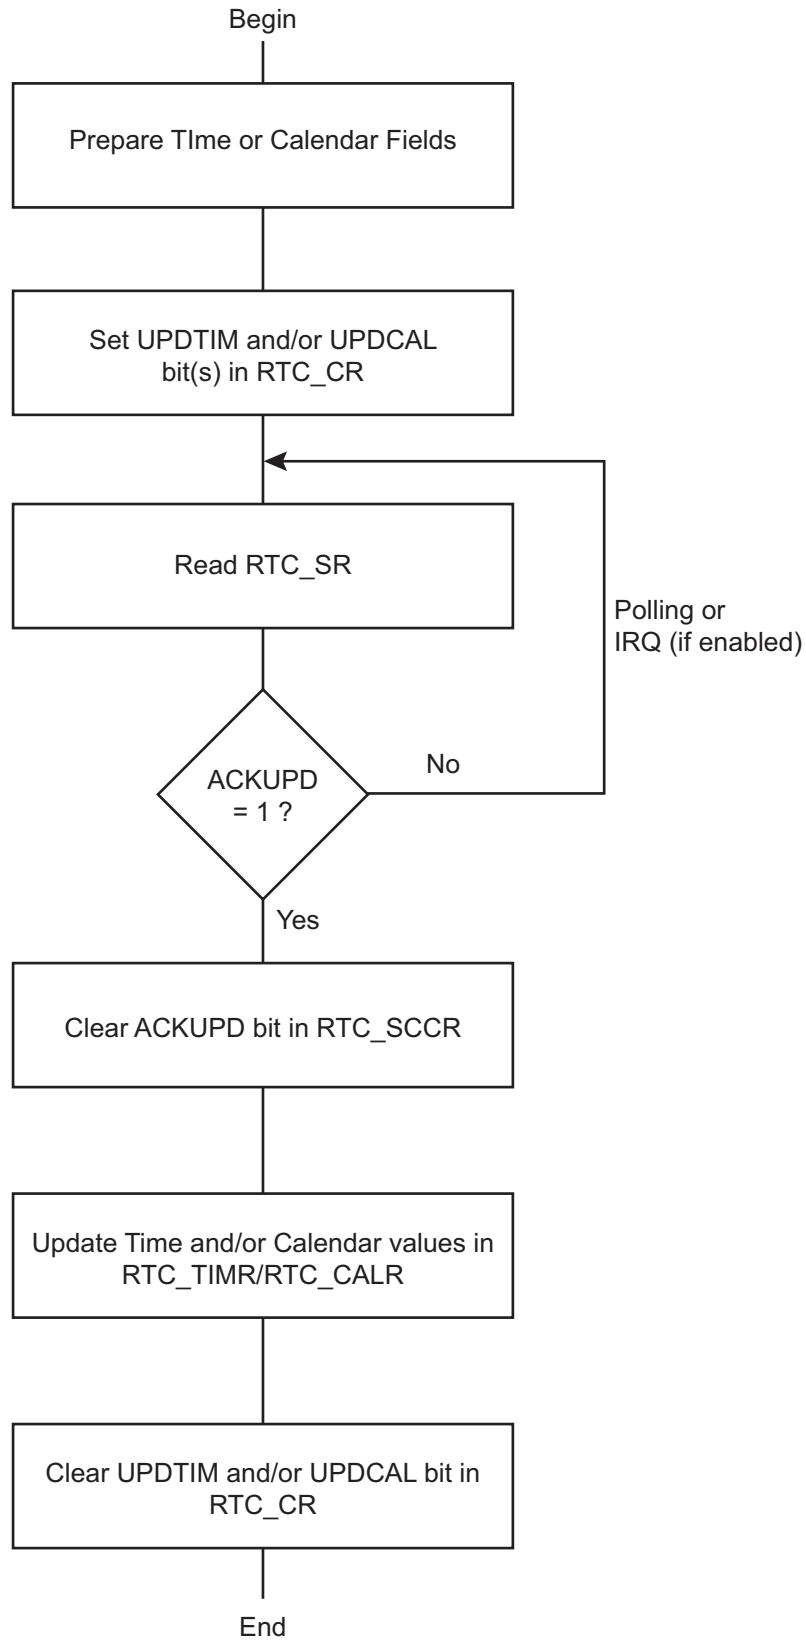 Begin
Prepare TIme or Calendar Fields
Set UPDTIM and/or UPDCAL
bit(s) in RTC_CR
Read RTC_SR
Polling or
IRQ (if enabled)
ACKUPD
= 1 ?
No
Yes
Clear ACKUPD bit in RTC_SCCR
Update Time and/or Calendar values in
RTC_TIMR/RTC_CALR
Clear UPDTIM and/or UPDCAL bit in
RTC_CR
End